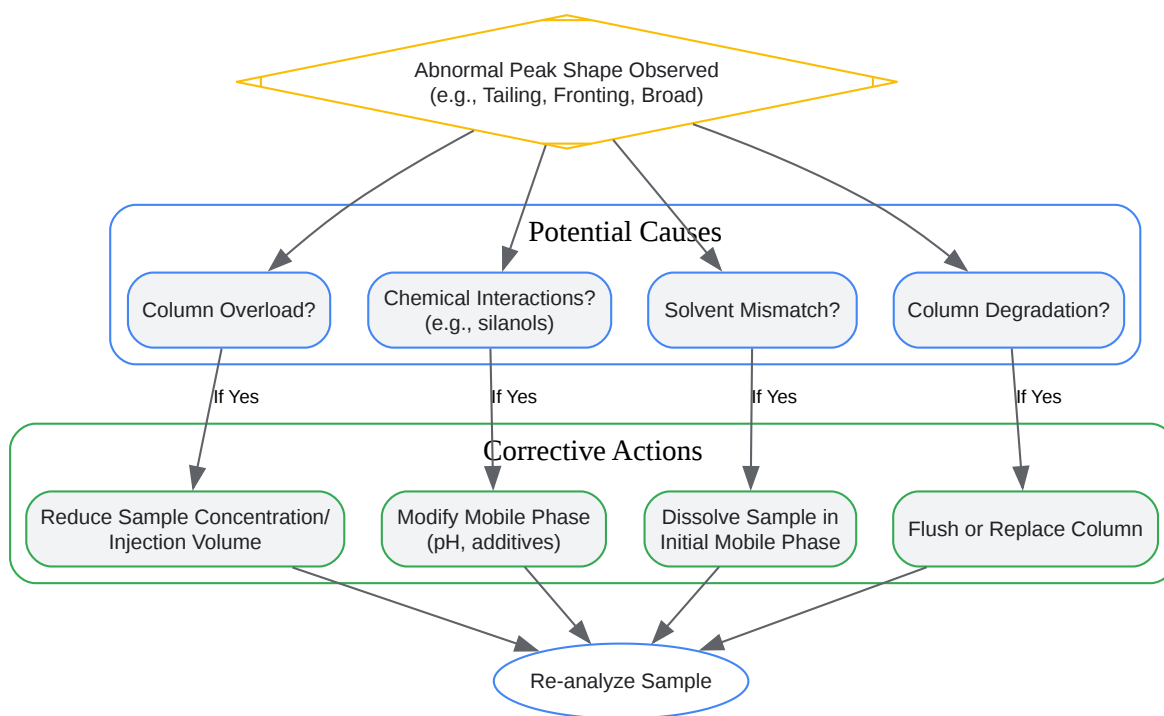 Abnormal Peak Shape Observed
(e.g., Tailing, Fronting, Broad)
Potential Causes
Column Overload?
Chemical Interactions?
(e.g., silanols)
Solvent Mismatch?
Column Degradation?
If Yes
If Yes
If Yes
If Yes
Corrective Actions
Reduce Sample Concentration/
Injection Volume
Modify Mobile Phase
(pH, additives)
Dissolve Sample in
Initial Mobile Phase
Flush or Replace Column
Re-analyze Sample